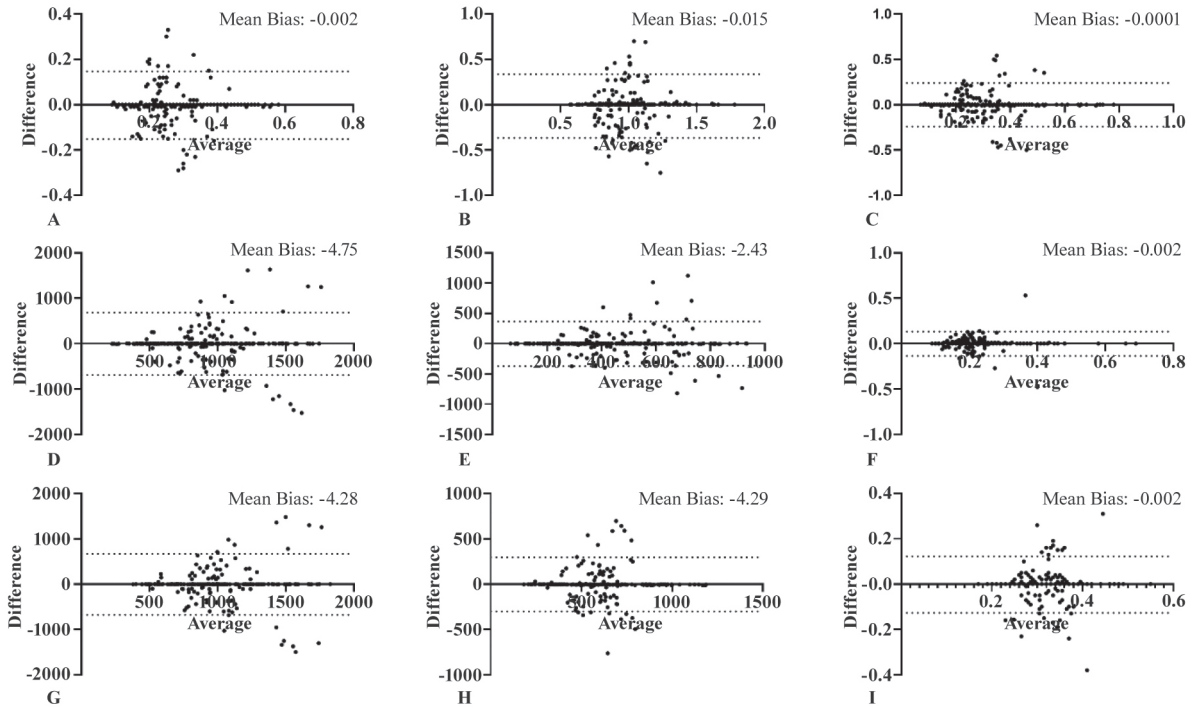 Mean Bias: -0.002
0.4
0.2
0.0
-0.2
-0.4
0.2
0.4
0.6
0.8
Difference
Average
A
Mean Bias: -0.015
1.0
0.5
0.0
-0.5
-1.0
0.5
1.0
1.5
2.0
Difference
Average
B
Mean Bias: -0.0001
1.0
0.5
0.0
-0.5
-1.0
0.2
0.4
0.6
0.8
1.0
Difference
Average
C
Mean Bias: -4.75
2000
1000
0
-1000
-2000
500
1000
1500
2000
Difference
Average
D
Mean Bias: -2.43
1500
1000
500
0
-500
-1000
-1500
200
400
600
800
1000
Difference
Average
E
Mean Bias: -0.002
1.0
0.5
0.0
-0.5
-1.0
0.2
0.4
0.6
0.8
Difference
Average
F
Mean Bias: -4.28
2000
1000
0
-1000
-2000
500
1000
1500
2000
Difference
Average
G
Mean Bias: -4.29
1000
500
0
-500
-1000
500
1000
1500
Difference
Average
H
Mean Bias: -0.002
0.4
0.2
-0.0
-0.2
-0.4
0.2
0.4
0.6
Difference
Average
I